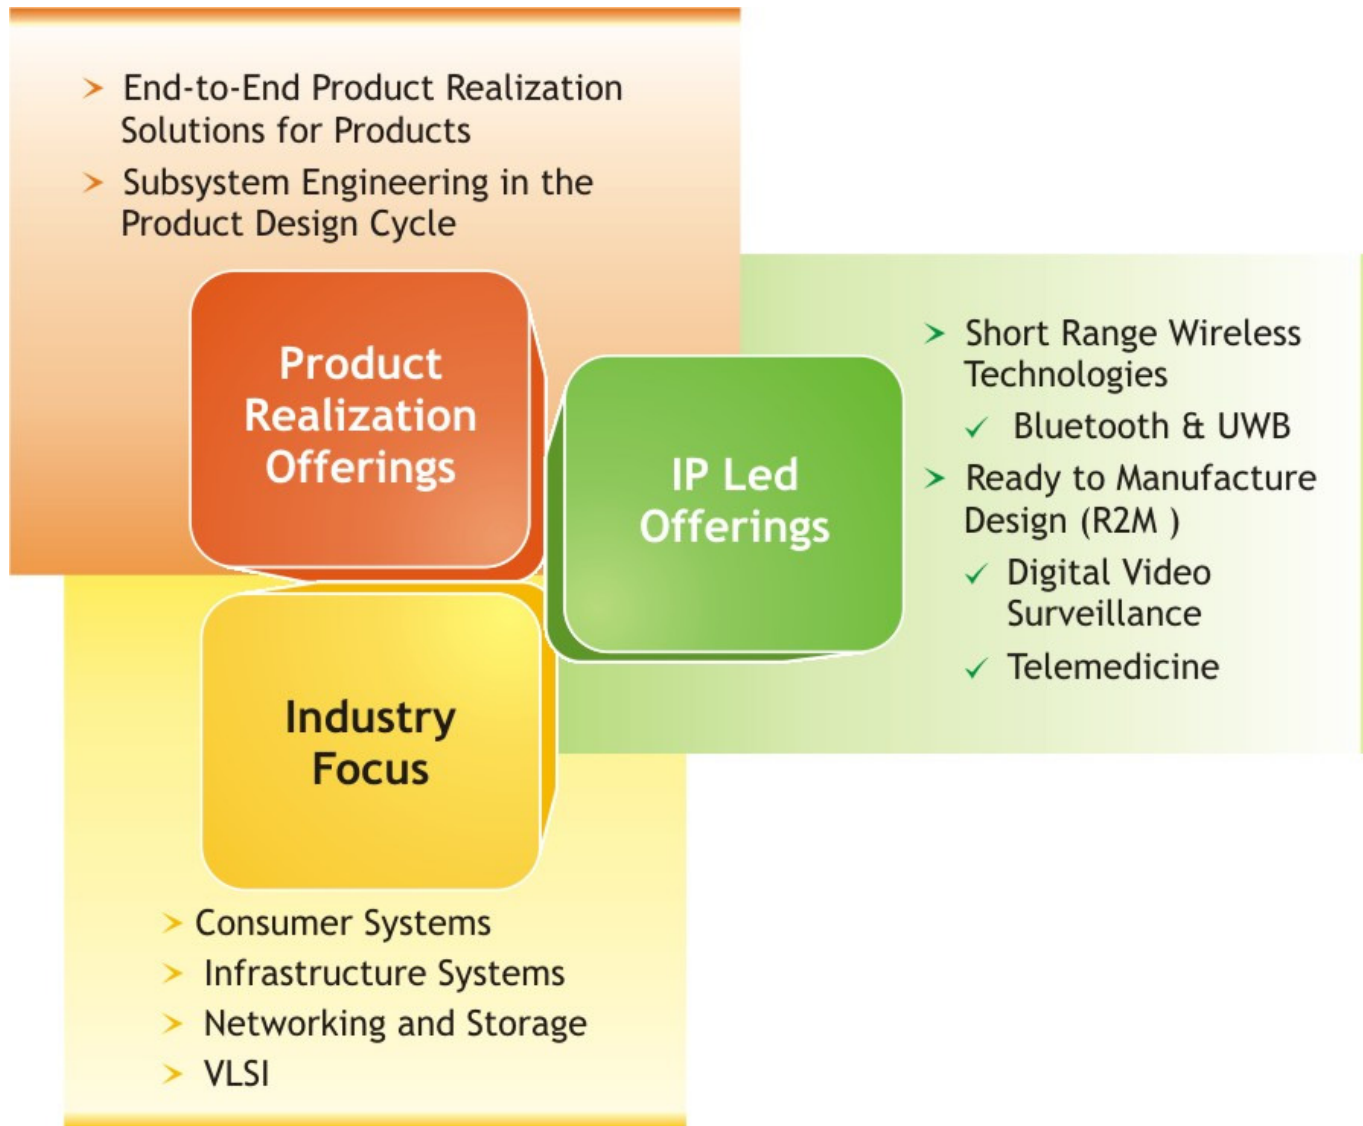 End-to-End Product Realization
Solutions for Products
Subsystem Engineering in the
Product Design Cycle
Product
Realization
Offerings
IP Led
Offerings
Short Range Wireless
Technologies
Bluetooth & UWB
Ready to Manufacture
Design (R2M )
Digital Video
Surveillance
Telemedicine
Industry
Focus
Consumer Systems
Infrastructure Systems
Networking and Storage
VLSI